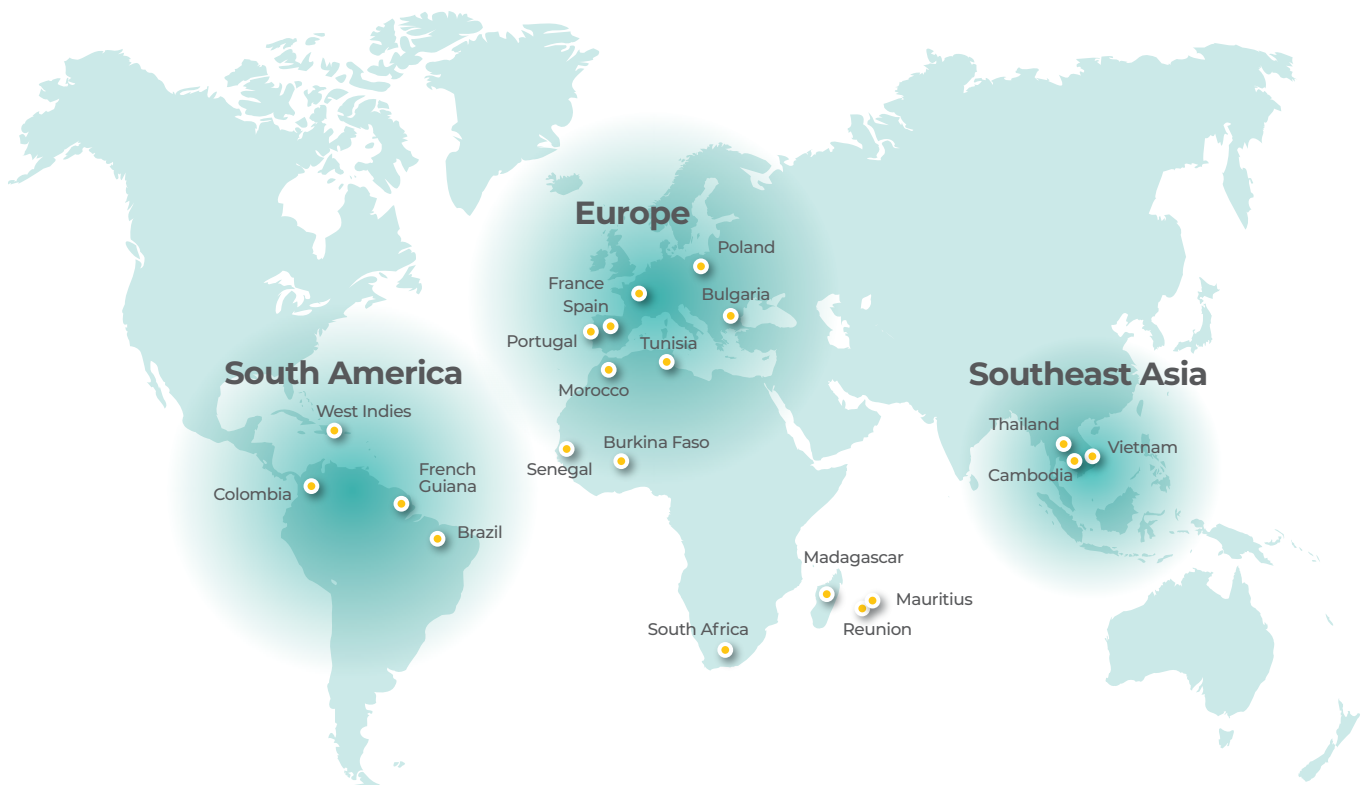 Europe
Poland
France
Bulgaria
Spain
Portugal
Tunisia
Morocco
South America
West Indies
French
Guiana
Colombia
Brazil
Southeast Asia
Thailand
Vietnam
Cambodia
Burkina Faso
Senegal
Madagascar
Mauritius
Reunion
South Africa